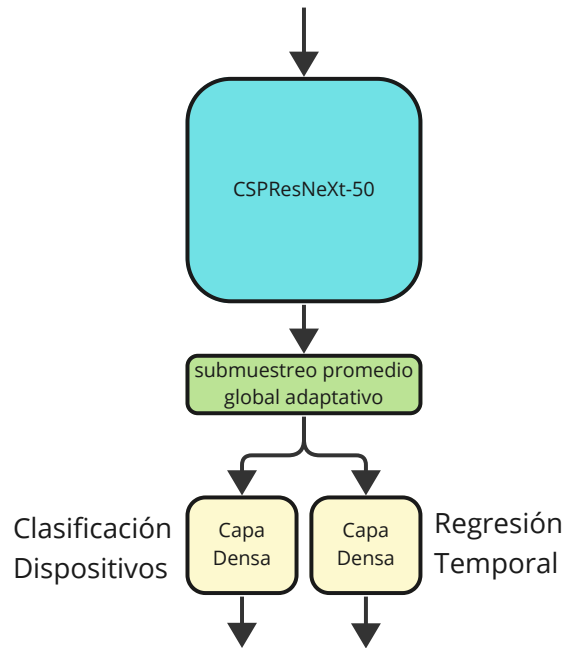 CSPResNeXt-50
submuestreo promedio
global adaptativo
Clasificación
Dispositivos
Capa
Densa
Capa
Densa
Regresión
Temporal